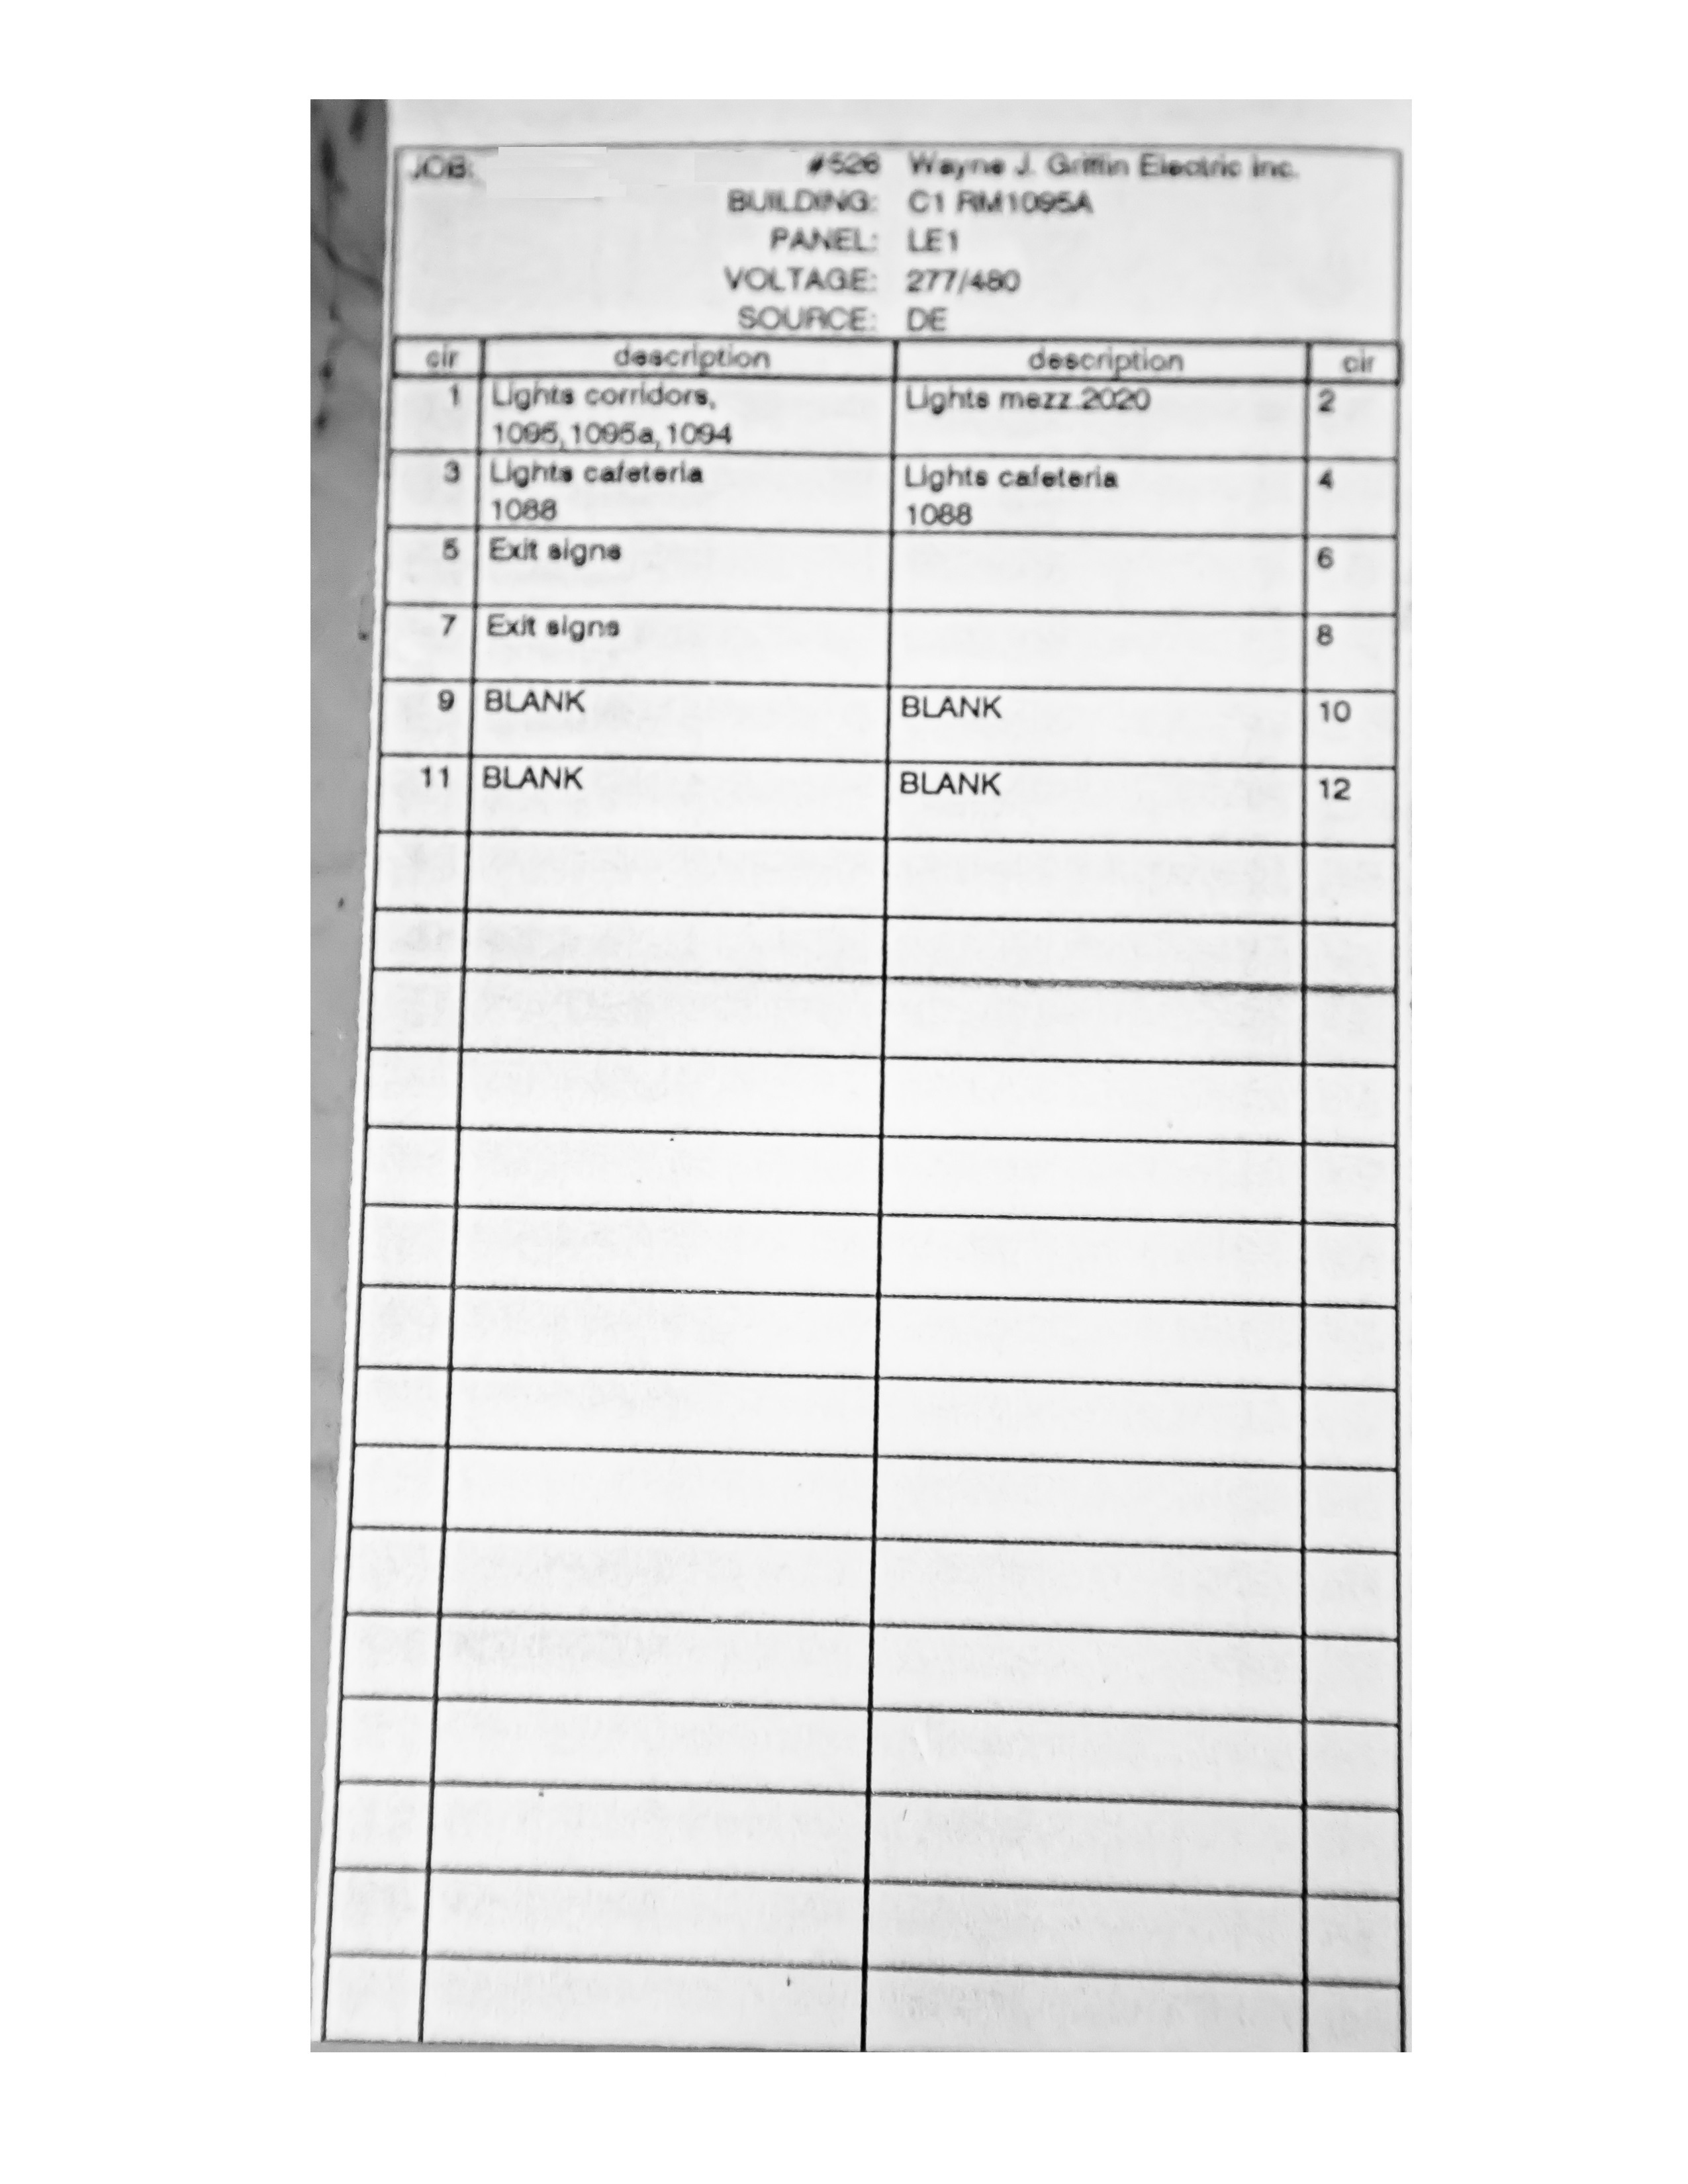 JOB: #526 Wayne J. Griffin Electric Inc.
BUILDING: C1 RM1095A
PANEL: LE1
VOLTAGE: 277/480
SOURCE: DE
cir description description cir
1 Lights corridors, Lights mezz.2020 2
1095,1095a,1094
3 Lights cafeteria Lights cafeteria 4
1088 1088
5 Exit signs 6
7 Exit signs 8
9 BLANK BLANK 10
11 BLANK BLANK 12